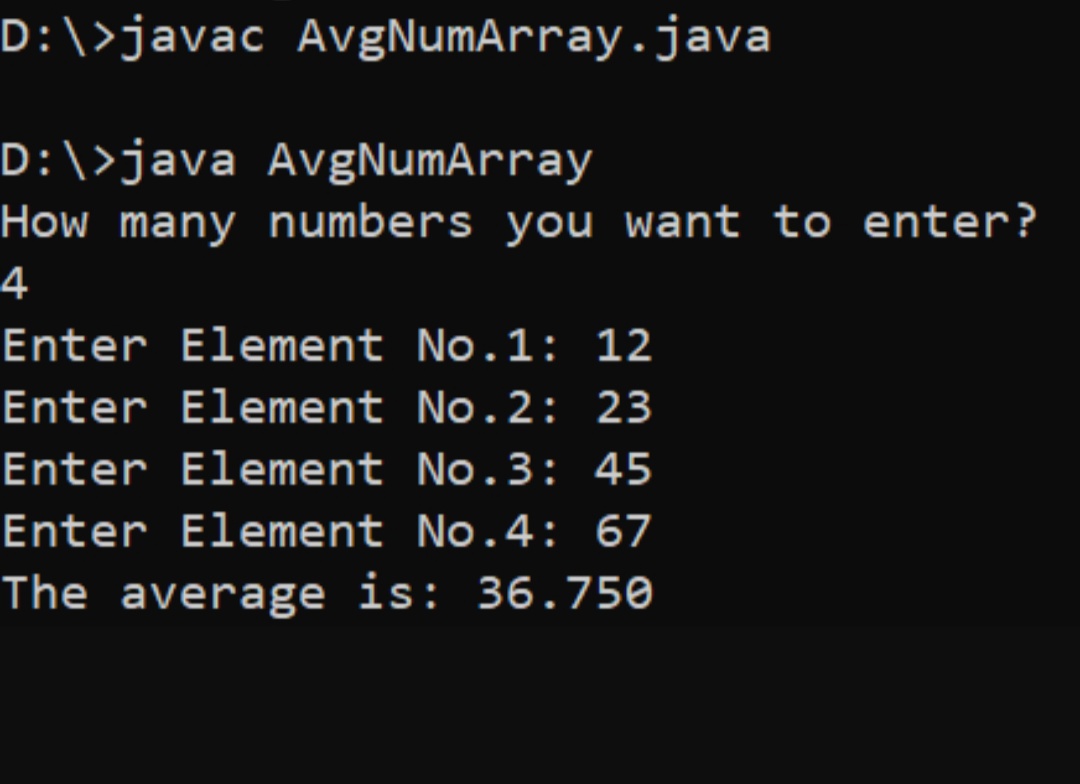 D:\>javac AvgNumArray.java
D:\>java AvgNumArray
How many numbers you want to enter?
4
Enter Element No.1: 12
Enter Element No.2: 23
Enter Element No.3: 45
Enter Element No.4: 67
The average is: 36.750